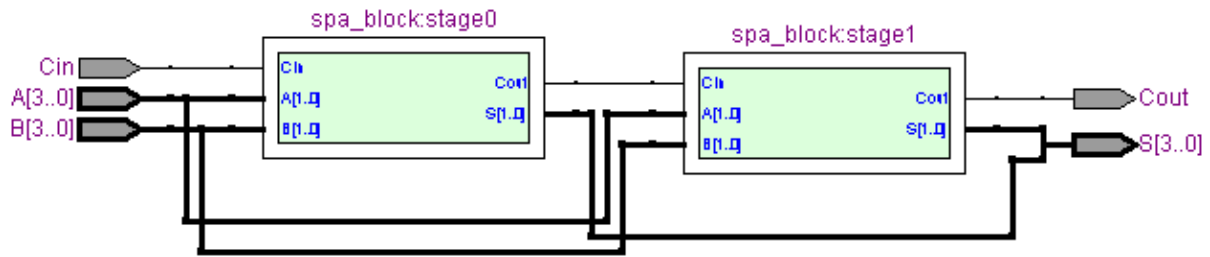 spa_block:stage0
spa_block:stage1
Cin
A[3..0]
B[3..0]
Cin
A[1..0]
B[1..0]
Cout
S[1..0]
Cin
A[1..0]
B[1..0]
Cout
S[1..0]
Cout
S[3..0]